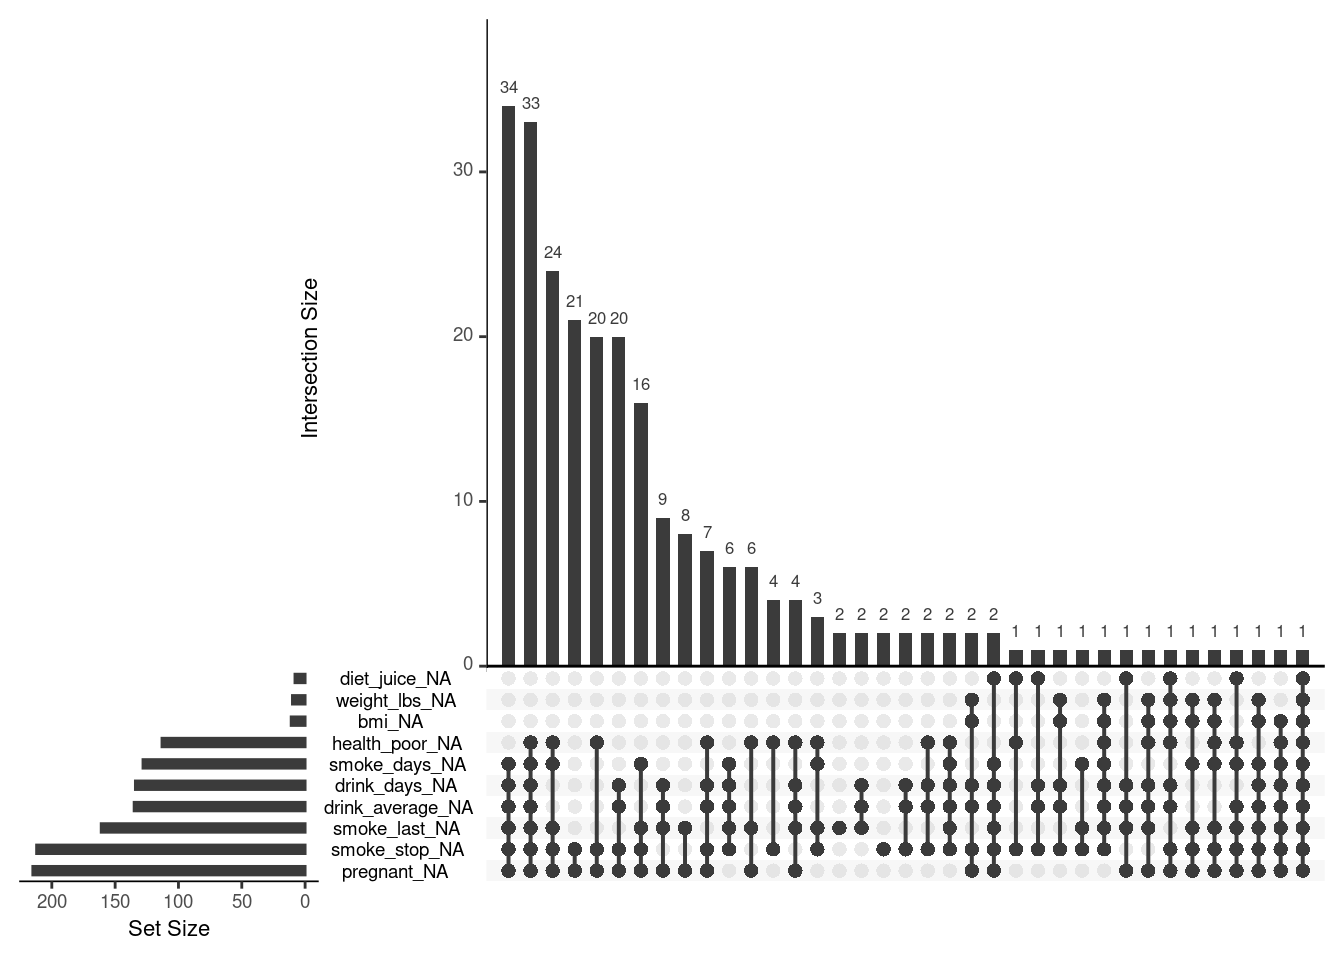 34
33
24
21
20 20
16
9
8
7
6 6
4 4
3
2 2 2 2 2 2 2 2
1 1 1 1 1 1 1 1 1 1 1 1 1 1
30
20
10
0
Intersection Size
diet_juice_NA
weight_lbs_NA
bmi_NA
health_poor_NA
smoke_days_NA
drink_days_NA
drink_average_NA
smoke_last_NA
smoke_stop_NA
pregnant_NA
200 150 100 50 0
Set Size